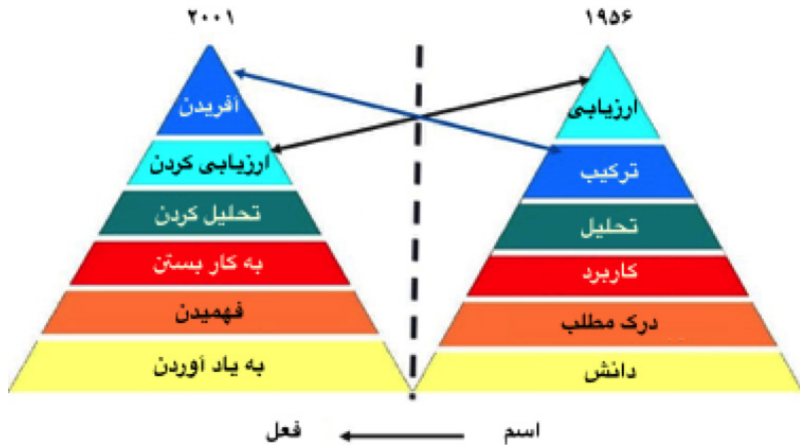 ۱۹۵۶
ارزیابی
ترکیب
تحلیل
کاربرد
درک مطلب
دانش
۲۰۰۱
آفریدن
ارزیابی کردن
تحلیل کردن
به کار بستن
فهمیدن
به یاد آوردن
اسم
فعل